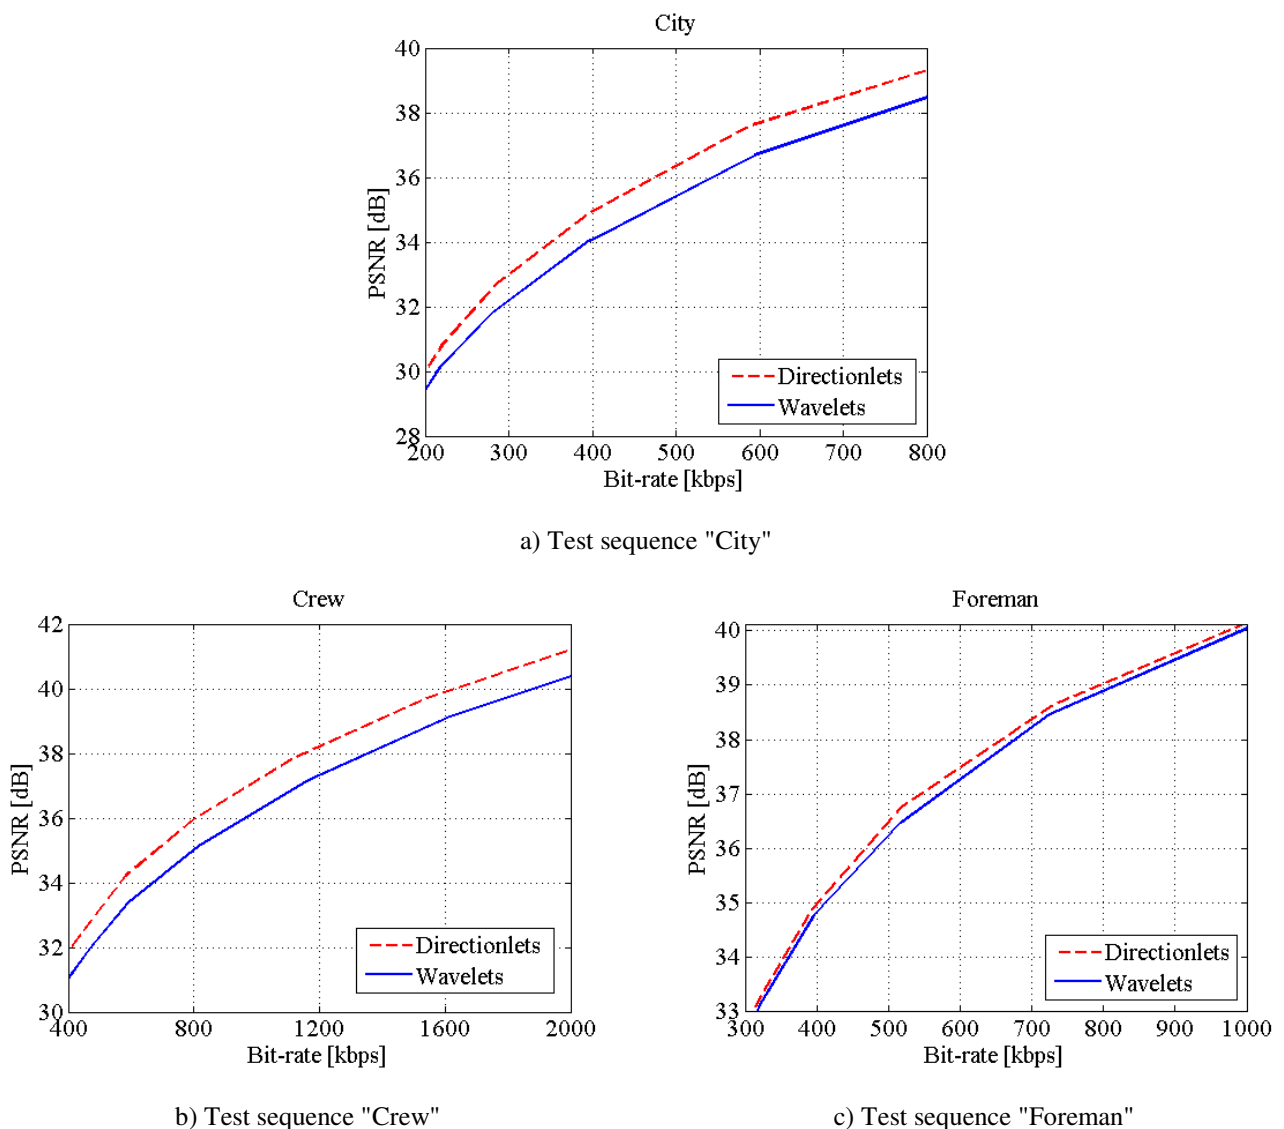 City
40
38
36
34
32
30
28
PSNR [dB]
200 300 400 500 600 700 800
Bit-rate [kbps]
Directionlets
Wavelets
a) Test sequence "City"
Crew
42
40
38
36
34
32
30
PSNR [dB]
400 800 1200 1600 2000
Bit-rate [kbps]
Directionlets
Wavelets
b) Test sequence "Crew"
Foreman
40
39
38
37
36
35
34
33
PSNR [dB]
300 400 500 600 700 800 900 1000
Bit-rate [kbps]
Directionlets
Wavelets
c) Test sequence "Foreman"